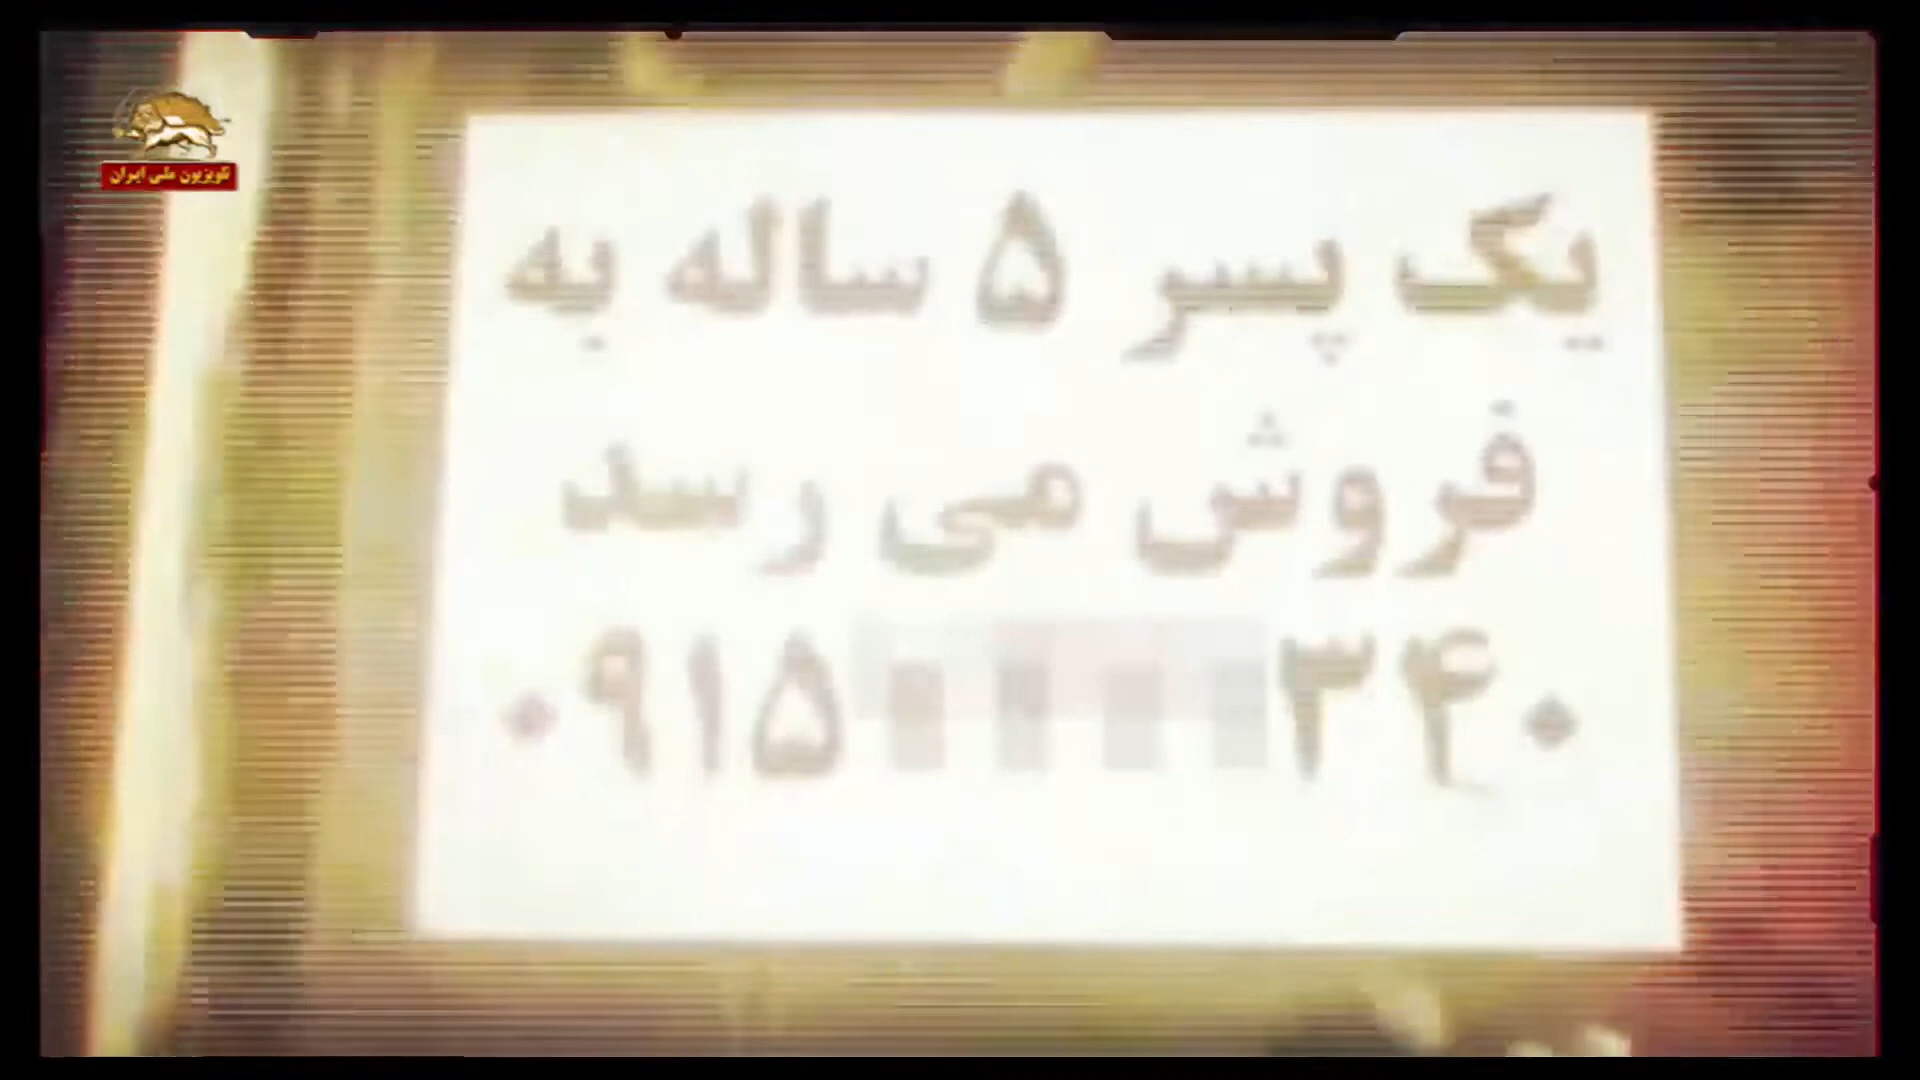 تلویزیون ملی ایران
یک پسر ۵ ساله به
فروش می رسد
۰۹۱۵ ۳۴۰